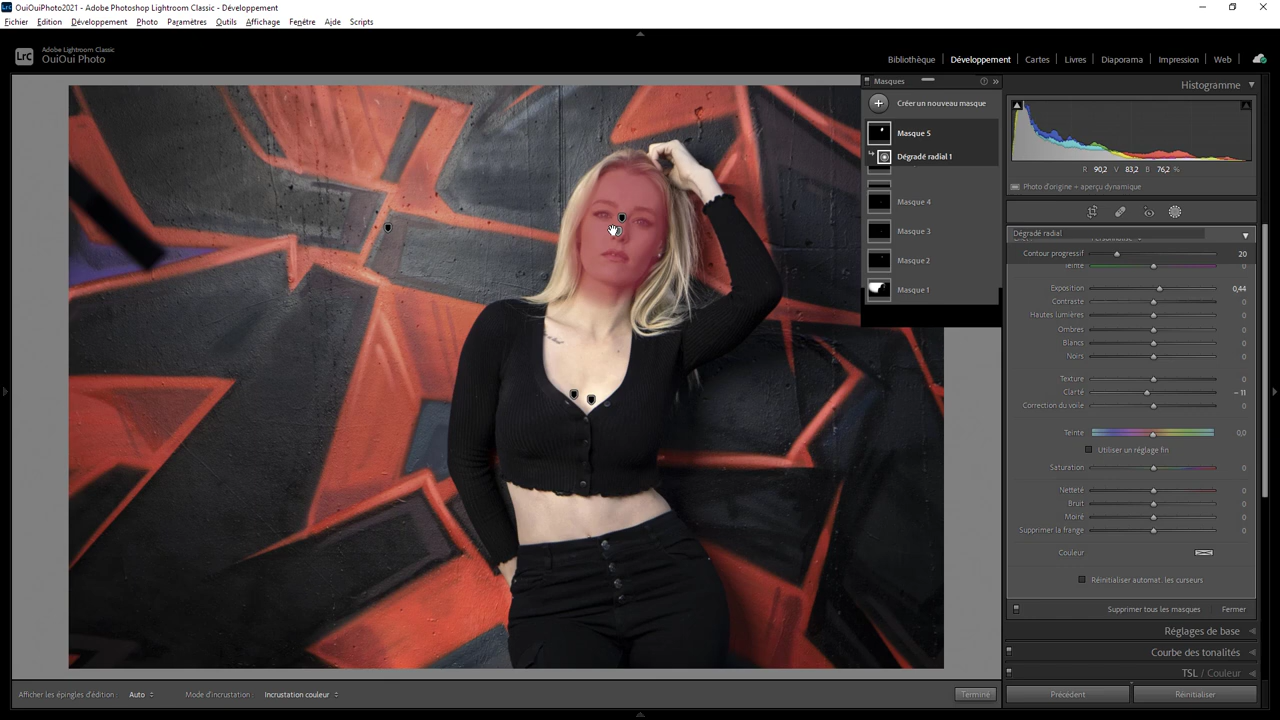 OuiOuiPhoto2021 - Adobe Photoshop Lightroom Classic - Développement
Fichier Edition Développement Photo Paramètres Outils Affichage Fenêtre Aide Scripts
LrC
Adobe Lightroom Classic
OuiOui Photo
Bibliothèque Développement Cartes Livres Diaporama Impression Web
Masques
Créer un nouveau masque
Masque 5
Dégradé radial 1
Masque 4
Masque 3
Masque 2
Masque 1
Histogramme
R 90,2 V 83,2 B 76,2 %
Photo d'origine + aperçu dynamique
Dégradé radial
Contour progressif 20
Teinte 0
Exposition 0,44
Contraste 0
Hautes lumières 0
Ombres 0
Blancs 0
Noirs 0
Texture 0
Clarté – 11
Correction du voile 0
Teinte 0,0
Utiliser un réglage fin
Saturation 0
Netteté 0
Bruit 0
Moiré 0
Supprimer la frange 0
Couleur
Réinitialiser automat. les curseurs
Supprimer tous les masques Fermer
Réglages de base
Courbe des tonalités
TSL / Couleur
Afficher les épingles d'édition : Auto Mode d'incrustation : Incrustation couleur Terminé Précédent Réinitialiser